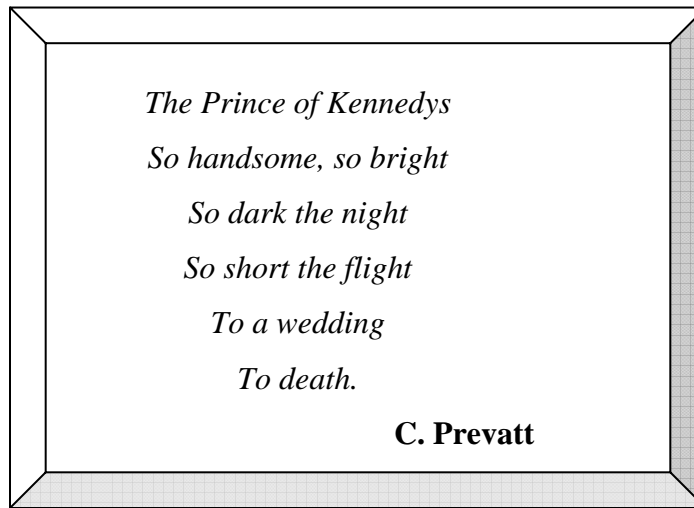 The Prince of Kennedys
So handsome, so bright
So dark the night
So short the flight
To a wedding
To death.
C. Prevatt